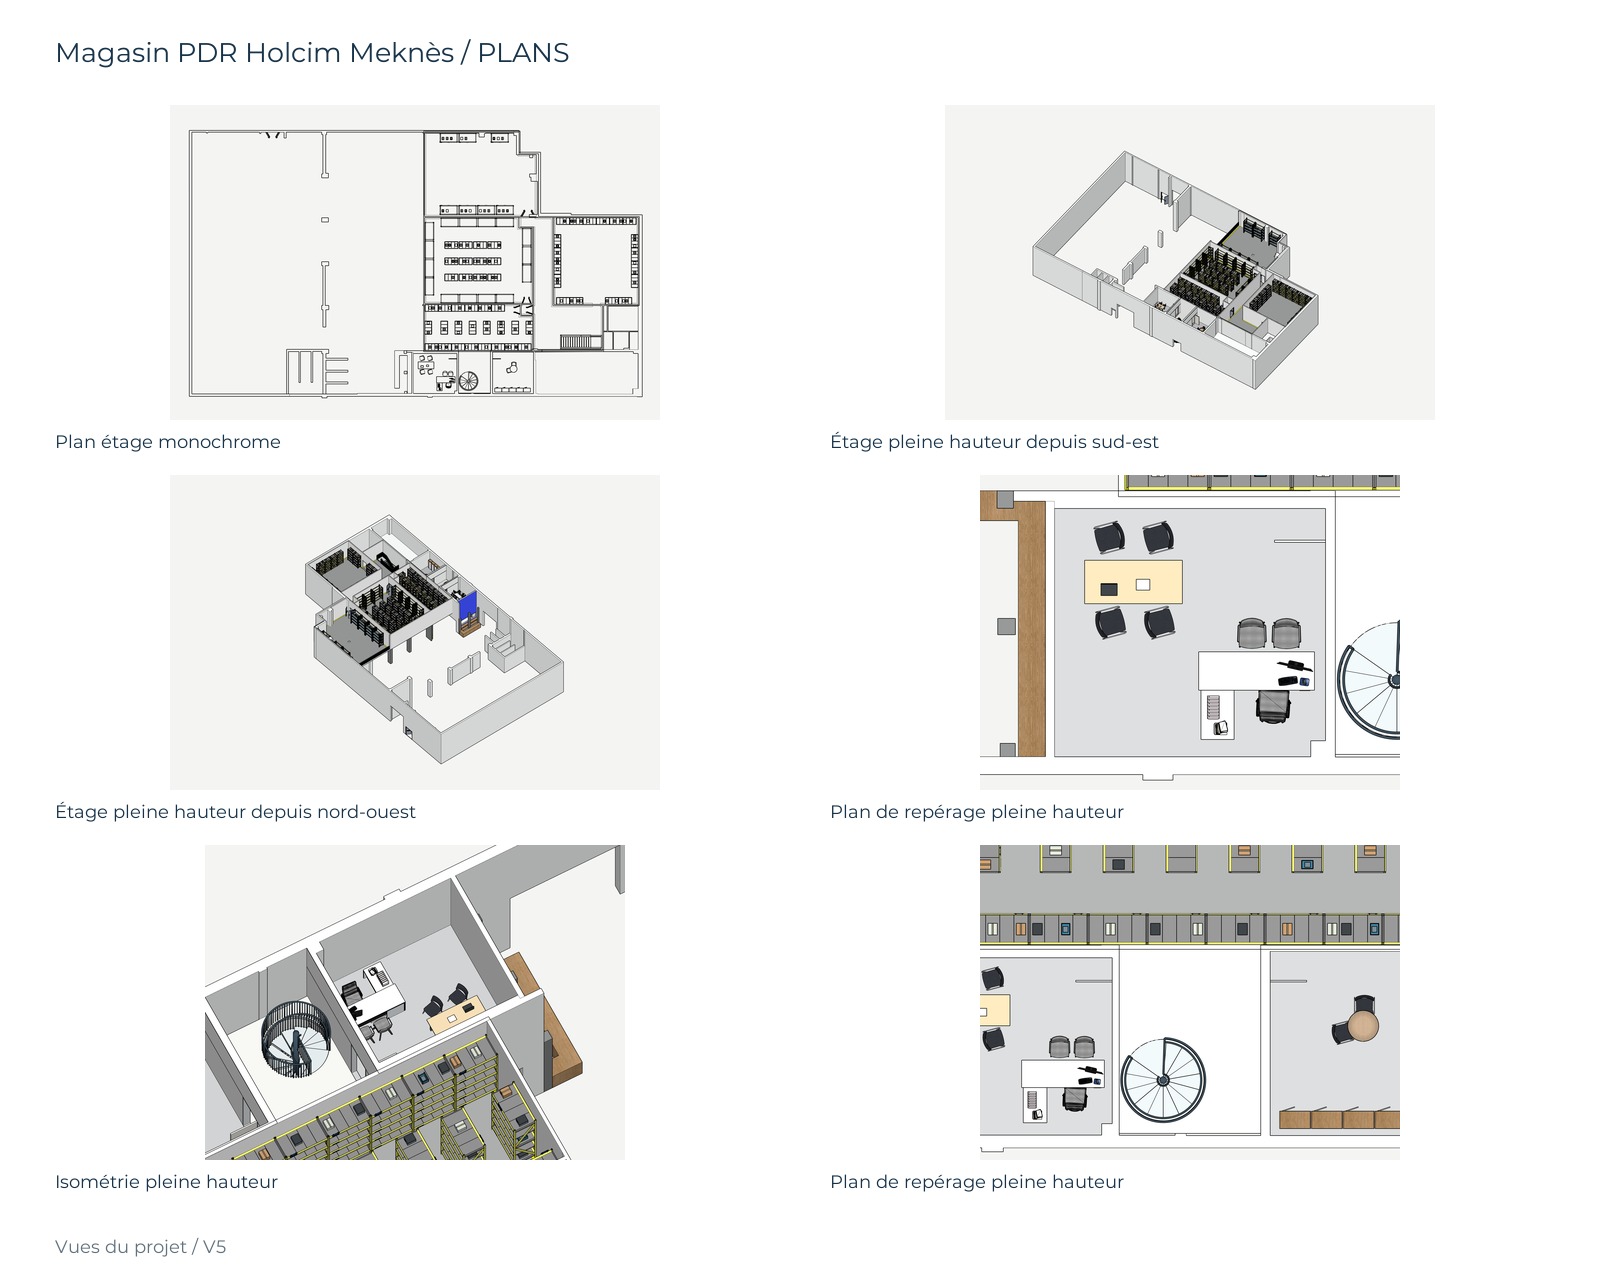 Magasin PDR Holcim Meknès / PLANS
Plan étage monochrome
Étage pleine hauteur depuis sud-est
Étage pleine hauteur depuis nord-ouest
Plan de repérage pleine hauteur
Isométrie pleine hauteur
Plan de repérage pleine hauteur
Vues du projet / V5